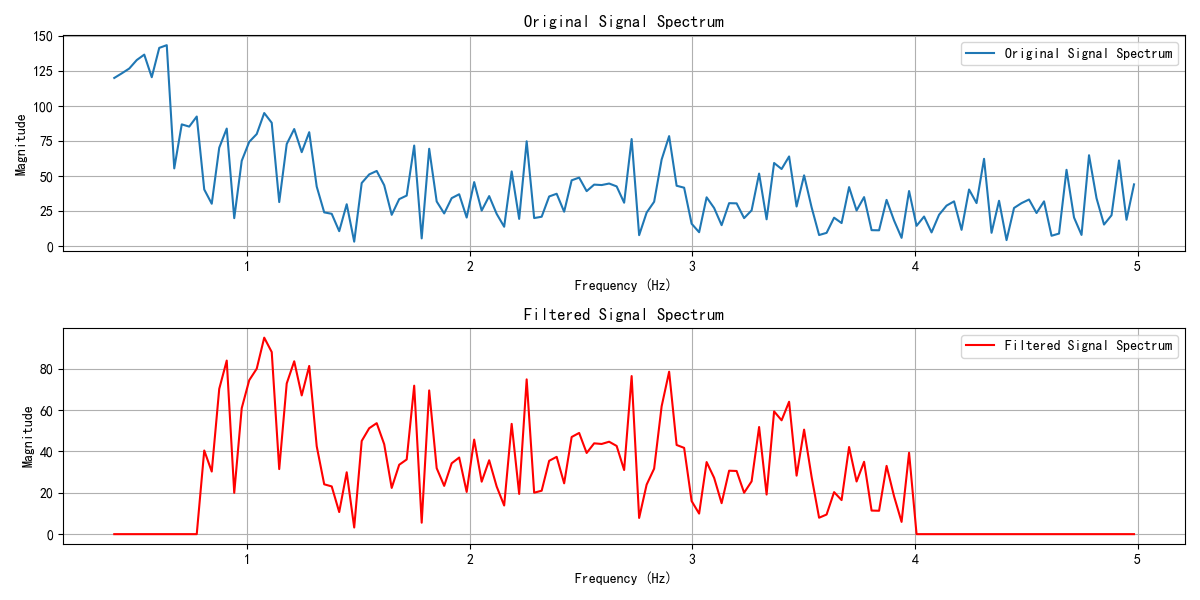 Original Signal Spectrum
Original Signal Spectrum
Magnitude
150
125
100
75
50
25
0
1 2 3 4 5
Frequency (Hz)
Filtered Signal Spectrum
Filtered Signal Spectrum
Magnitude
80
60
40
20
0
1 2 3 4 5
Frequency (Hz)